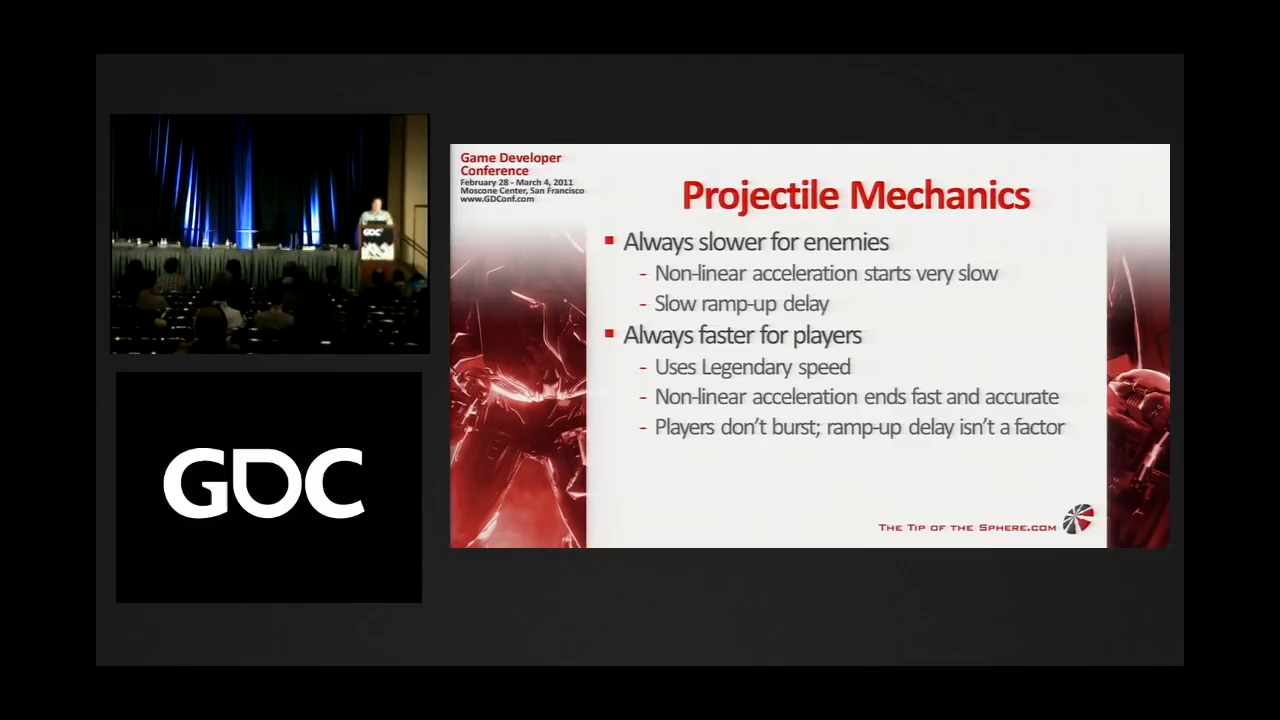 Game Developer
Conference
February 28 - March 4, 2011
Moscone Center, San Francisco
www.GDConf.com
Projectile Mechanics
Always slower for enemies
- Non-linear acceleration starts very slow
- Slow ramp-up delay
Always faster for players
- Uses Legendary speed
- Non-linear acceleration ends fast and accurate
- Players don't burst; ramp-up delay isn't a factor
The Tip of the Sphere.com
GDC
GDC